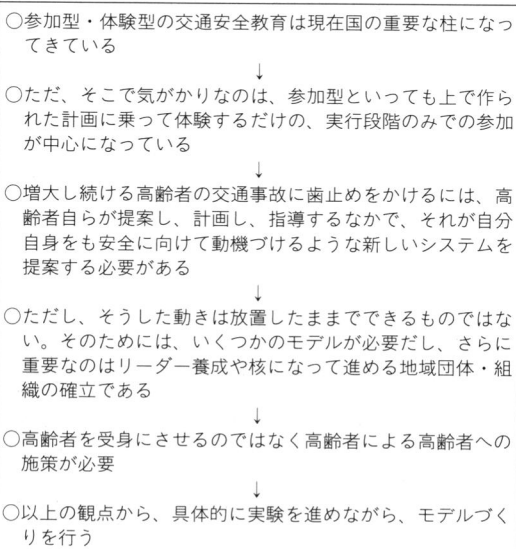 ○参加型・体験型の交通安全教育は現在国の重要な柱になっ
てきている
↓
○ただ、そこで気がかりなのは、参加型といっても上で作ら
れた計画に乗って体験するだけの、実行段階のみでの参加
が中心になっている
↓
○増大し続ける高齢者の交通事故に歯止めをかけるには、高
齢者自らが提案し、計画し、指導するなかで、それが自分
自身をも安全に向けて動機づけるような新しいシステムを
提案する必要がある
↓
○ただし、そうした動きは放置したままでできるものではな
い。そのためには、いくつかのモデルが必要だし、さらに
重要なのはリーダー養成や核になって進める地域団体・組
織の確立である
↓
○高齢者を受身にさせるのではなく高齢者による高齢者への
施策が必要
↓
○以上の観点から、具体的に実験を進めながら、モデルづく
りを行う